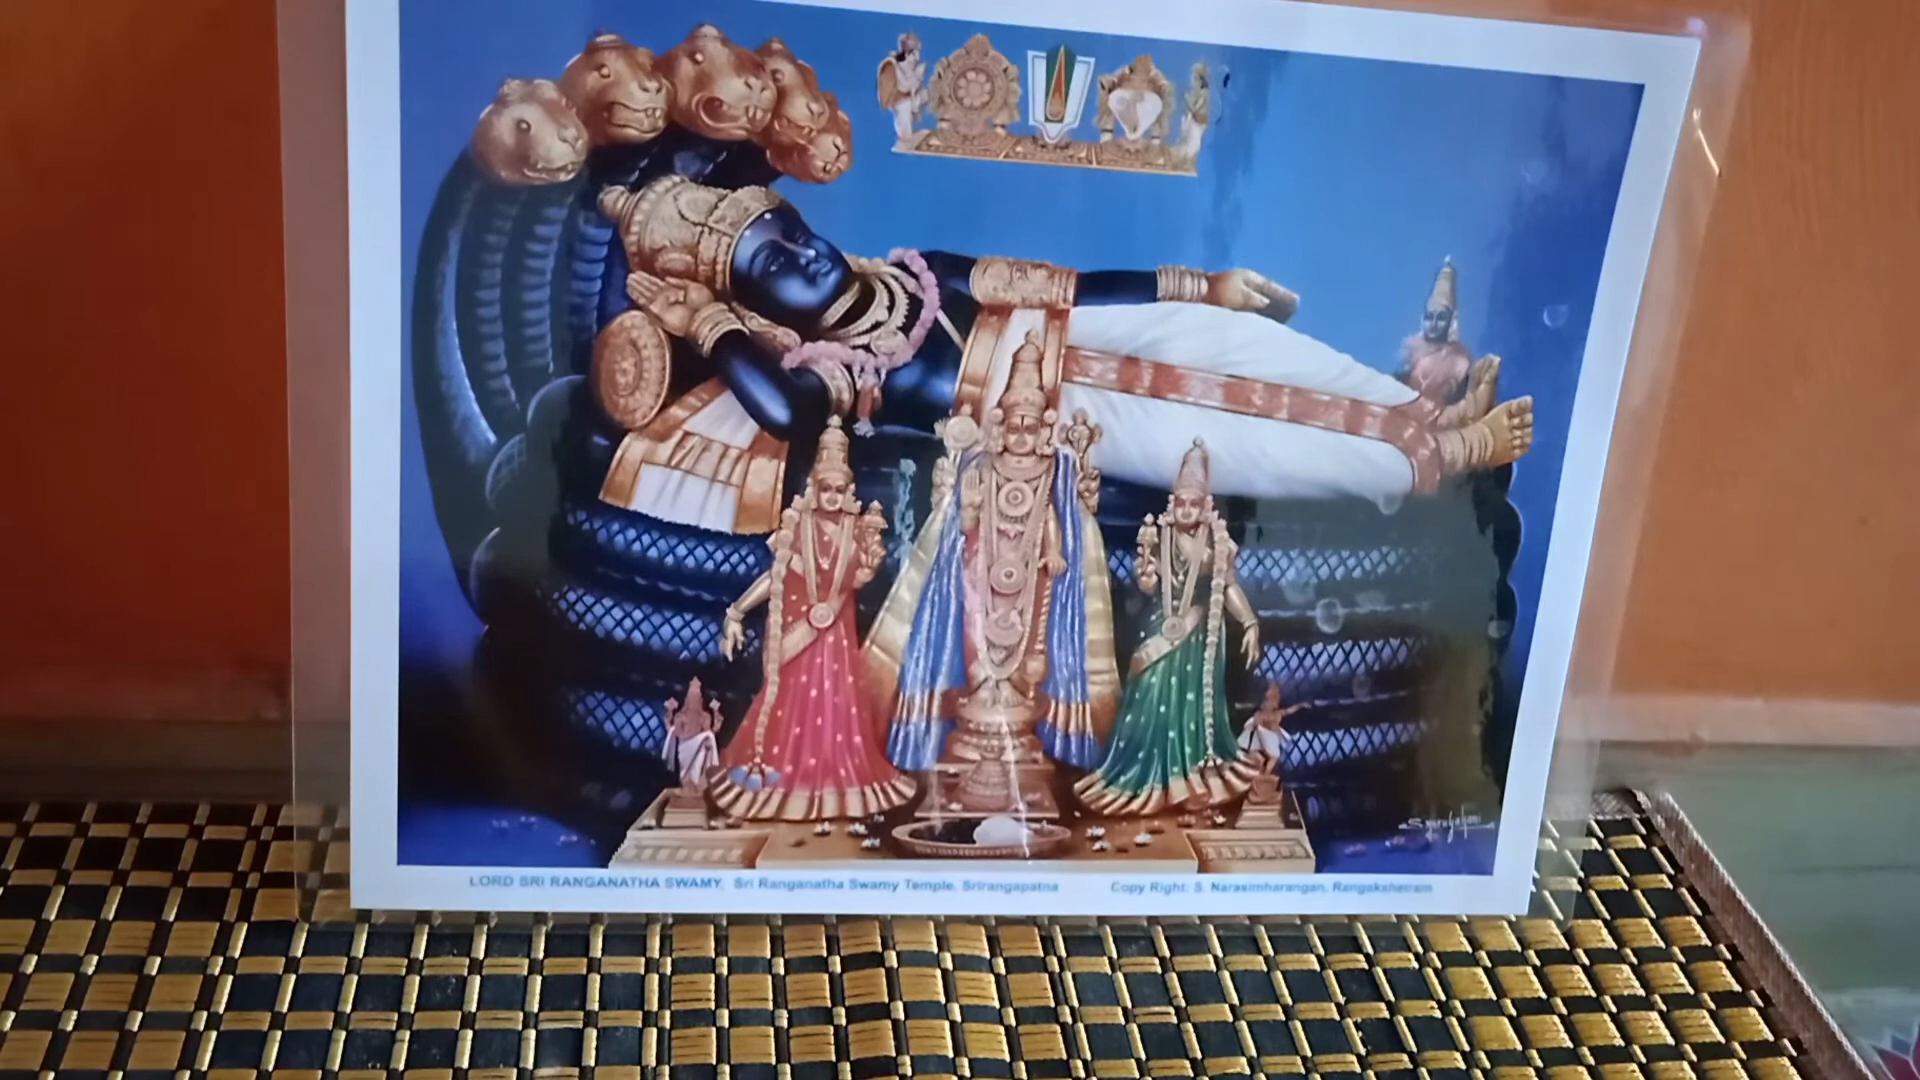 LORD SRI RANGANATHA SWAMY, Sri Ranganatha Swamy Temple, Srirangapatna Copy Right: S. Narasimharangan, Rangakshetram